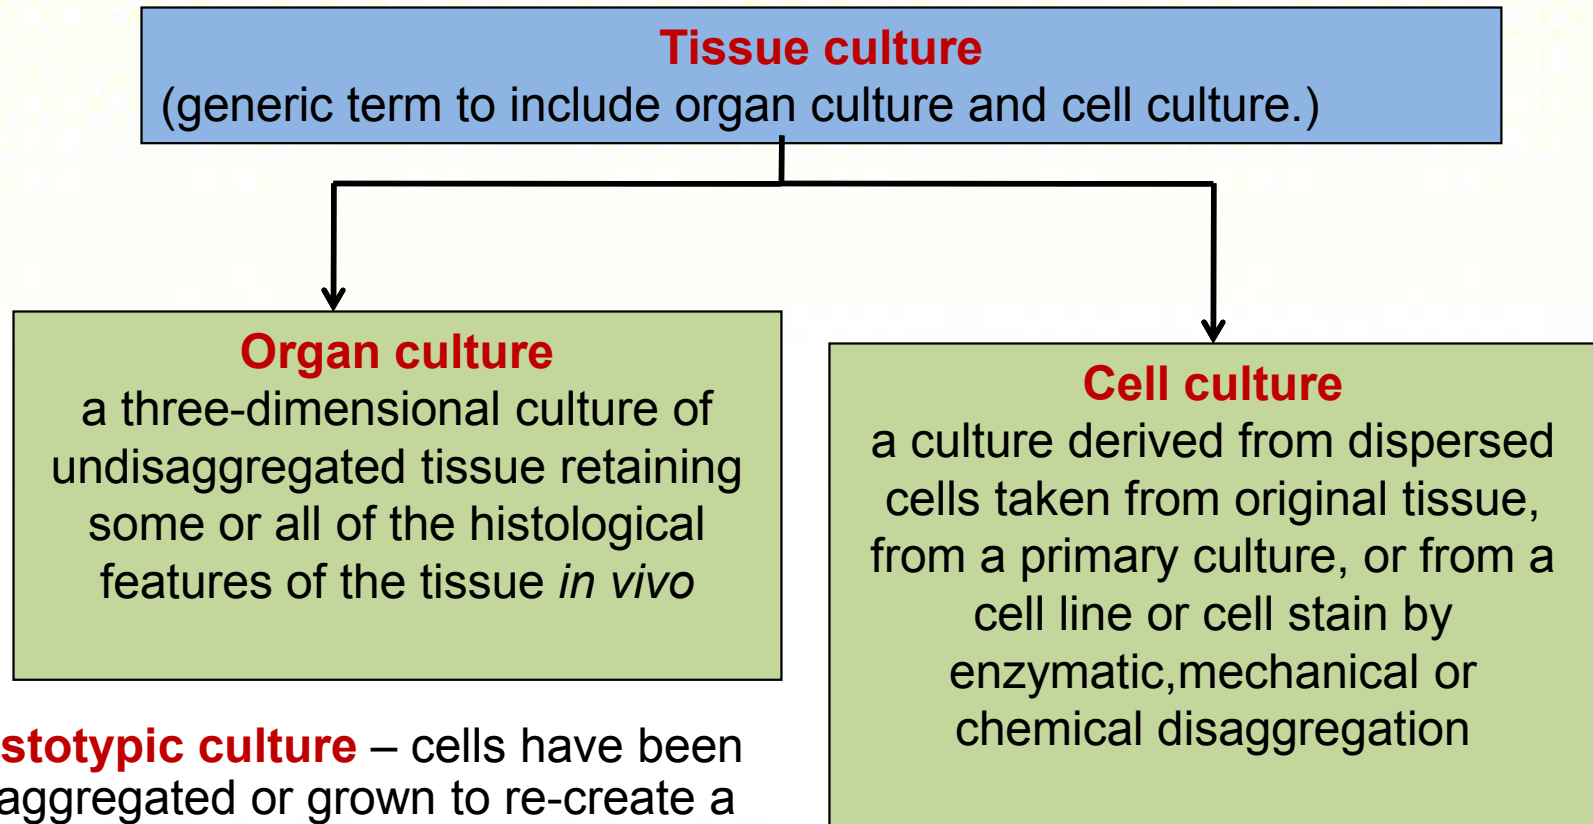 Tissue culture
(generic term to include organ culture and cell culture.)
Organ culture
a three-dimensional culture of
undisaggregated tissue retaining
some or all of the histological
features of the tissue in vivo
Cell culture
a culture derived from dispersed
cells taken from original tissue,
from a primary culture, or from a
cell line or cell stain by
enzymatic,mechanical or
chemical disaggregation
stotypic culture – cells have been
aggregated or grown to re-create a